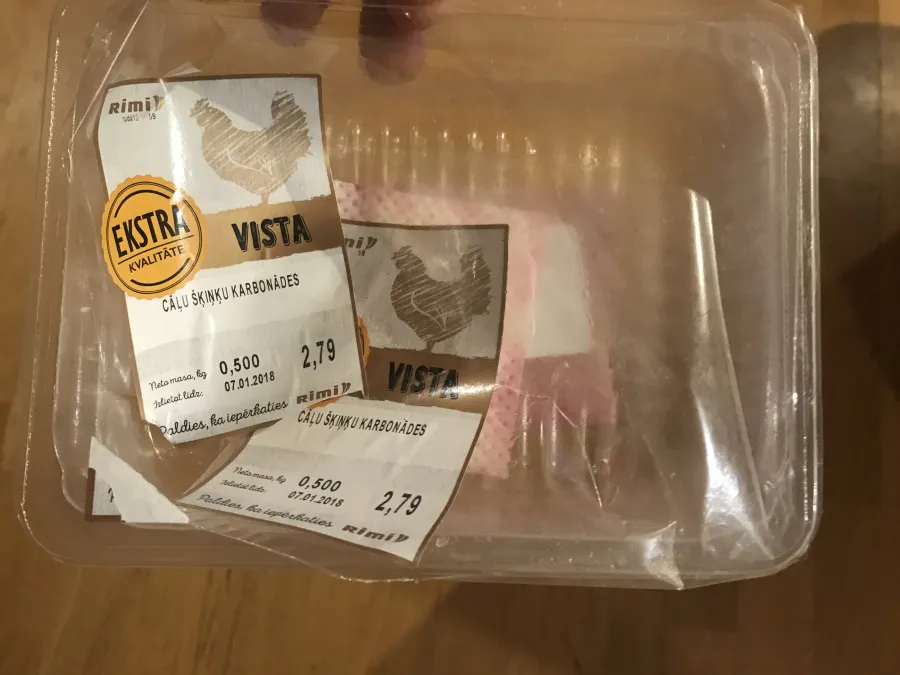 Rimi
EKSTRA
KVALITĀTE
VISTA
CĀĻU ŠĶIŅĶU KARBONĀDES
Neto masa, kg 0,500 2,79
Izlietot līdz: 07.01.2018
Paldies, ka iepērkaties Rimi
VISTA
CĀĻU ŠĶIŅĶU KARBONĀDES
Neto masa, kg 0,500
Izlietot līdz: 07.01.2018 2,79
Paldies, ka iepērkaties Rimi